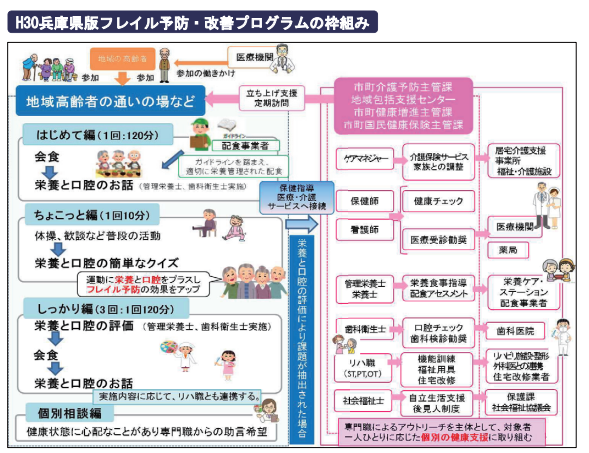 H30兵庫県版フレイル予防・改善プログラムの枠組み
地域の高齢者
医療機関
参加
参加
参加の働きかけ
地域高齢者の通いの場など
立ち上げ支援
定期訪問
市町介護予防主管課
地域包括支援センター
市町健康増進主管課
市町国民健康保険主管課
はじめて編(1回:120分)
ガイドライン
配食事業者
会食
ガイドラインを踏まえ、
適切に栄養管理された配食
栄養と口腔のお話(管理栄養士、歯科衛生士実施)
ちょこっと編(1回10分)
体操、歓談など普段の活動
栄養と口腔の簡単なクイズ
運動に栄養と口腔をプラスし
フレイル予防の効果をアップ
しっかり編(3回:1回120分)
栄養と口腔の評価(管理栄養士、歯科衛生士実施)
会食
栄養と口腔のお話
実施内容に応じて、リハ職とも連携する。
個別相談編
健康状態に心配なことがあり専門職からの助言希望
保健指導
医療・介護
サービスへ接続
栄養と口腔の評価により課題が抽出された場合
ケアマネジャー
介護保険サービス
家族との調整
居宅介護支援
事業所
福祉・介護施設
保健師
健康チェック
看護師
医療受診勧奨
医療機関
薬局
管理栄養士
栄養士
栄養食事指導
配食アセスメント
栄養ケア・
ステーション
配食事業者
歯科衛生士
口腔チェック
歯科検診勧奨
歯科医院
リハ職
(ST,PT,OT)
機能訓練
福祉用具
住宅改修
リハビリ施設・整形
外科医との連携
住宅改修業者
社会福祉士
自立生活支援
後見人制度
保護課
社会福祉協議会
専門職によるアウトリーチを主体として、対象者
一人ひとりに応じた個別の健康支援に取り組む